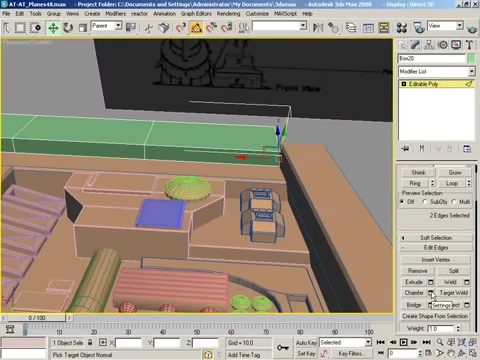 AT-AT_Planes48.max - Project Folder: C:\Documents and Settings\Administrator\My Documents\3dsmax - Autodesk 3ds Max 2008 - Display : Direct 3D
File Edit Tools Group Views Create Modifiers Animation Graph Editors Rendering Customize MAXScript Help
Parent
View
Perspective
Front View
Box20
Modifier List
Editable Poly
Shrink Grow
Ring Loop
Preview Selection
Off SubObj Multi
2 Edges Selected
Soft Selection
Edit Edges
Insert Vertex
Remove Split
Extrude Weld
Chamfer Target Weld
Bridge
Settings
Create Shape From Selection
Weight: 1.0
0 / 100
1 Object Sele
Grid = 10.0
Auto Key Selected
Pick Target Object Normal
Add Time Tag
Set Key
Key Filters...